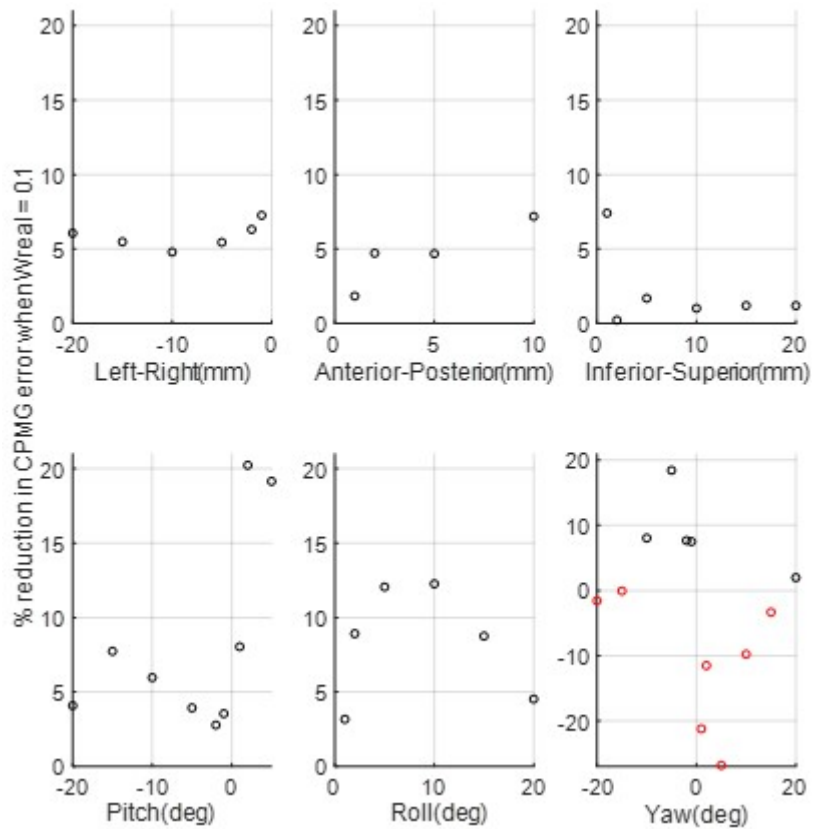 % reduction in CPMG error when Wreal = 0.1
20
15
10
5
0
-20 -10 0
Left-Right(mm)
20
15
10
5
0
0 5 10
Anterior-Posterior(mm)
20
15
10
5
0
0 10 20
Inferior-Superior(mm)
20
15
10
5
0
-20 -10 0
Pitch(deg)
20
15
10
5
0
0 10 20
Roll(deg)
20
10
0
-10
-20
-20 0 20
Yaw(deg)